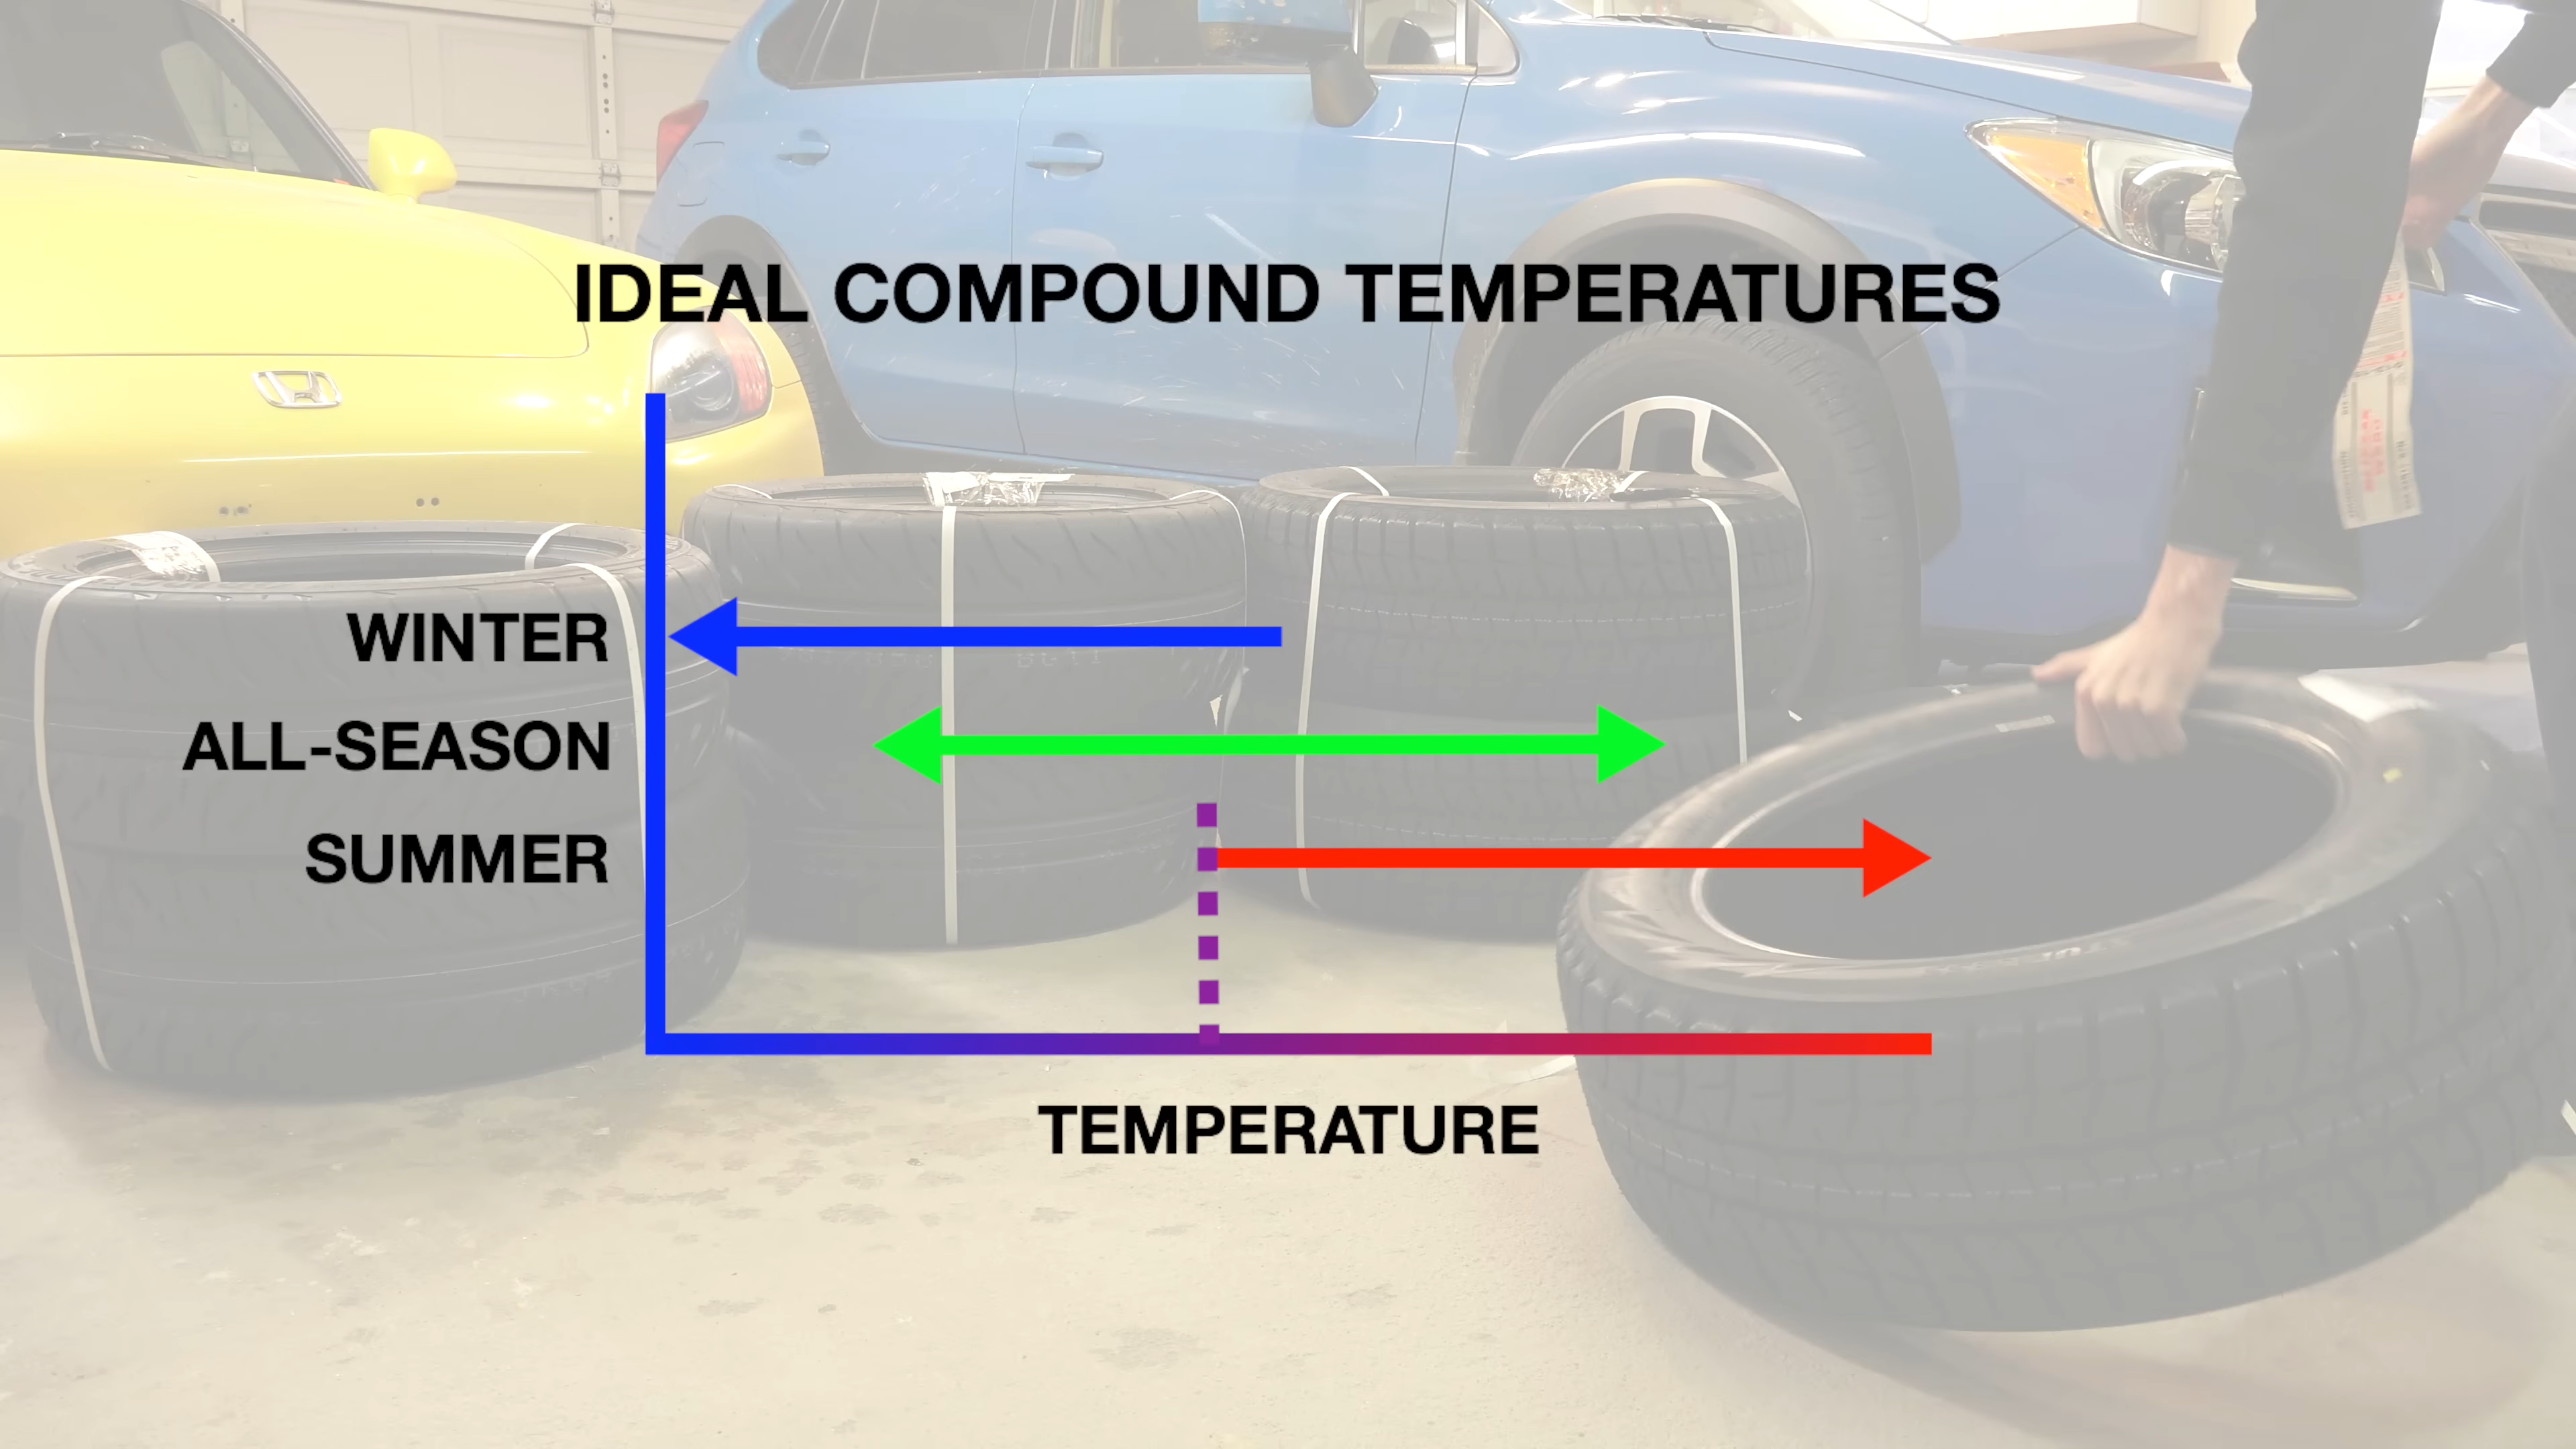 IDEAL COMPOUND TEMPERATURES
WINTER
ALL-SEASON
SUMMER
TEMPERATURE